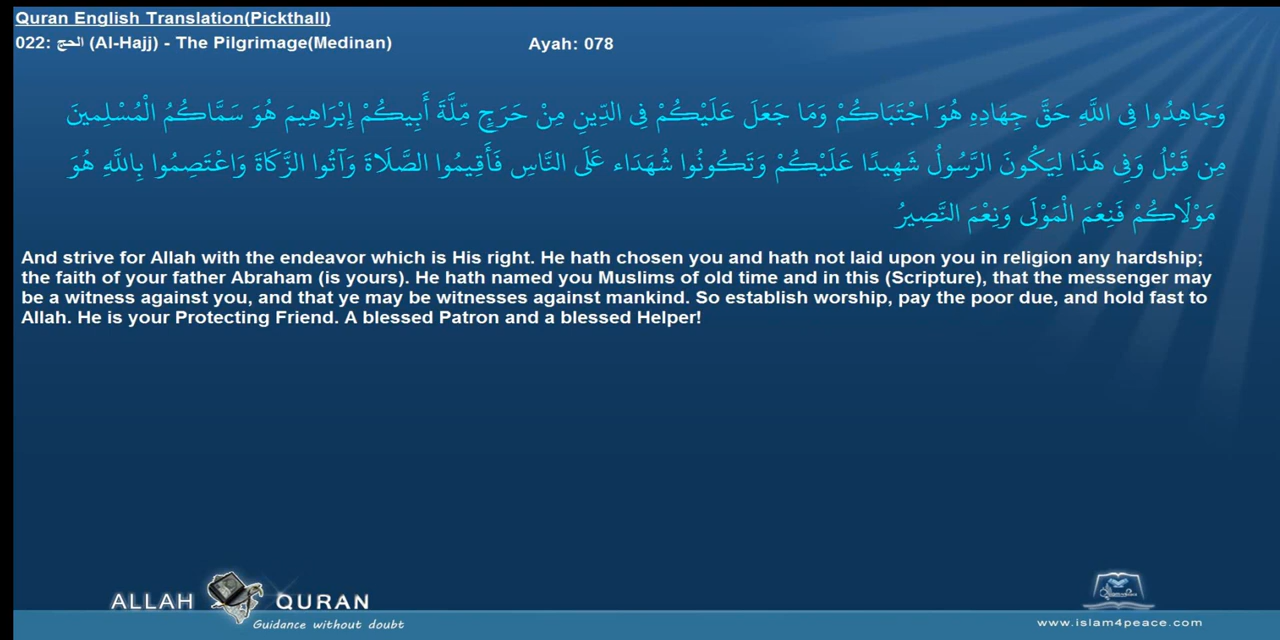 Quran English Translation(Pickthall)
022: الحج (Al-Hajj) - The Pilgrimage(Medinan)
Ayah: 078
وَجَاهِدُوا فِي اللَّهِ حَقَّ جِهَادِهِ هُوَ اجْتَبَاكُمْ وَمَا جَعَلَ عَلَيْكُمْ فِي الدِّينِ مِنْ حَرَجٍ مِّلَّةَ أَبِيكُمْ إِبْرَاهِيمَ هُوَ سَمَّاكُمُ الْمُسْلِمِينَ
مِن قَبْلُ وَفِي هَذَا لِيَكُونَ الرَّسُولُ شَهِيدًا عَلَيْكُمْ وَتَكُونُوا شُهَدَاء عَلَى النَّاسِ فَأَقِيمُوا الصَّلَاةَ وَآتُوا الزَّكَاةَ وَاعْتَصِمُوا بِاللَّهِ هُوَ
مَوْلَاكُمْ فَنِعْمَ الْمَوْلَى وَنِعْمَ النَّصِيرُ
And strive for Allah with the endeavor which is His right. He hath chosen you and hath not laid upon you in religion any hardship;
the faith of your father Abraham (is yours). He hath named you Muslims of old time and in this (Scripture), that the messenger may
be a witness against you, and that ye may be witnesses against mankind. So establish worship, pay the poor due, and hold fast to
Allah. He is your Protecting Friend. A blessed Patron and a blessed Helper!
ALLAH QURAN
Guidance without doubt
www.islam4peace.com